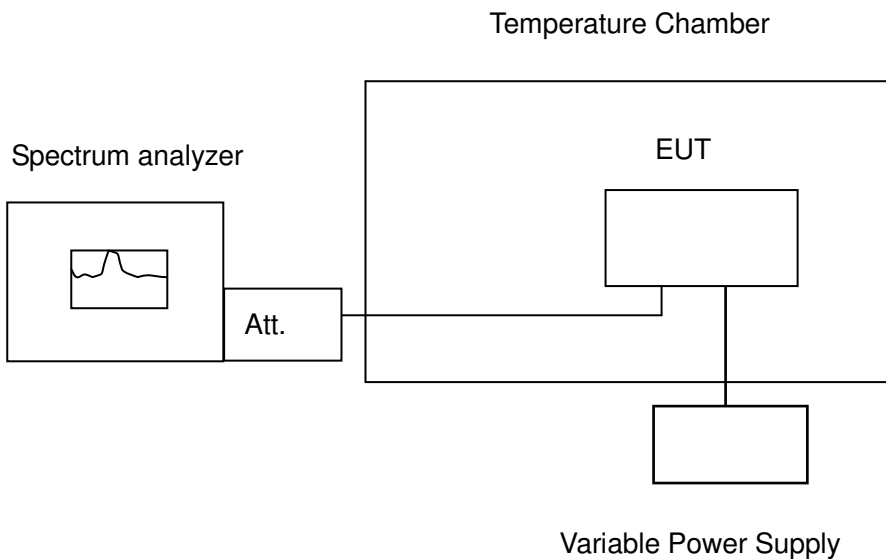 Temperature Chamber
Spectrum analyzer
EUT
Att.
Variable Power Supply